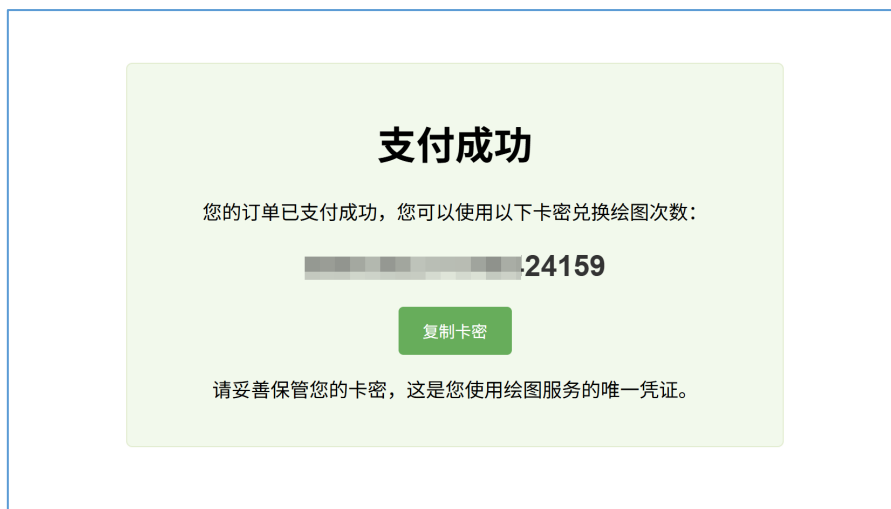 支付成功
您的订单已支付成功，您可以使用以下卡密兑换绘图次数：
24159
复制卡密
请妥善保管您的卡密，这是您使用绘图服务的唯一凭证。